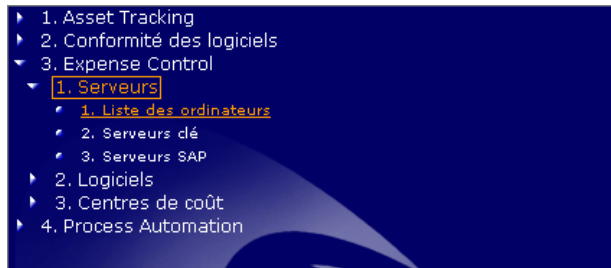 1. Asset Tracking
2. Conformité des logiciels
3. Expense Control
1. Serveurs
1. Liste des ordinateurs
2. Serveurs clé
3. Serveurs SAP
2. Logiciels
3. Centres de coût
4. Process Automation